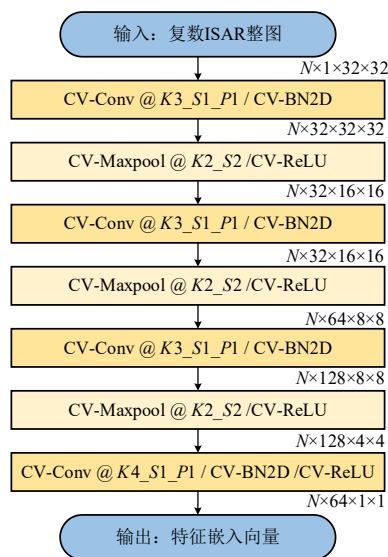 输入：复数ISAR整图
N×1×32×32
CV-Conv @ K3_S1_P1 / CV-BN2D
N×32×32×32
CV-Maxpool @ K2_S2 /CV-ReLU
N×32×16×16
CV-Conv @ K3_S1_P1 / CV-BN2D
N×32×16×16
CV-Maxpool @ K2_S2 /CV-ReLU
N×64×8×8
CV-Conv @ K3_S1_P1 / CV-BN2D
N×128×8×8
CV-Maxpool @ K2_S2 /CV-ReLU
N×128×4×4
CV-Conv @ K4_S1_P1 / CV-BN2D /CV-ReLU
N×64×1×1
输出：特征嵌入向量